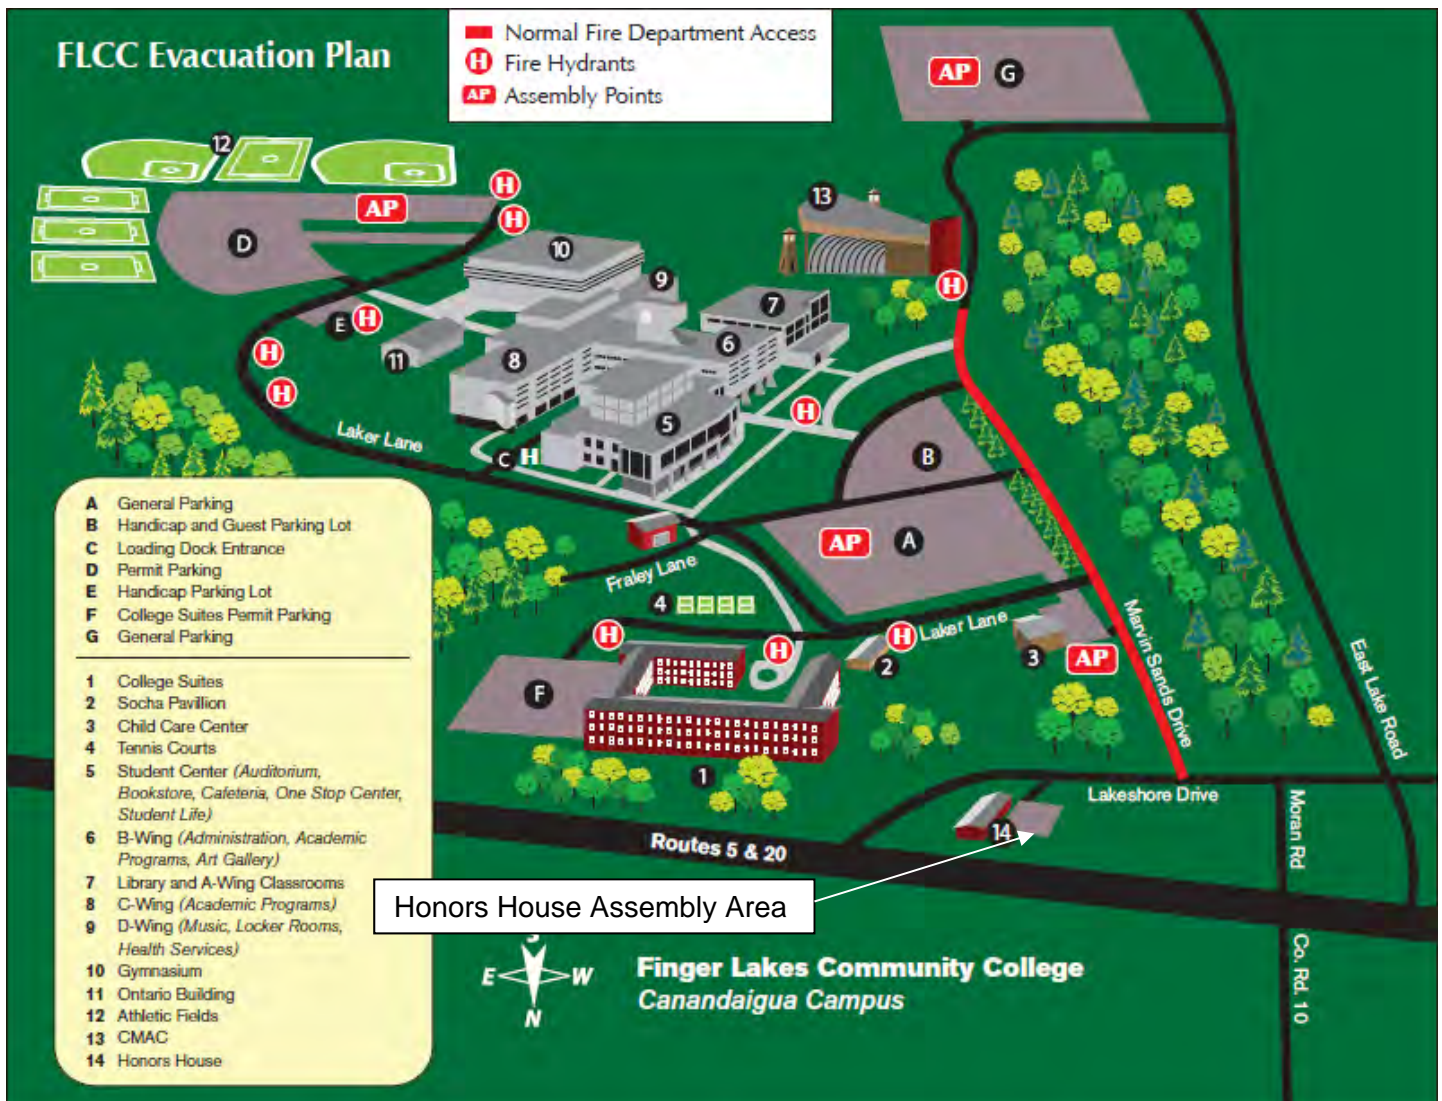 FLCC Evacuation Plan
Normal Fire Department Access
H Fire Hydrants
AP Assembly Points
AP G
12
H
AP
H
D
13
10
9
7
H
E H
6
H
11
8
H
5
H
Laker Lane
C H
B
AP A
Fraley Lane
4
H
H
H
Laker Lane
2
3
AP
Marvin Sands Drive
East Lake Road
F
1
Lakeshore Drive
14
Moran Rd
Routes 5 & 20
Honors House Assembly Area
Co. Rd. 10
A General Parking
B Handicap and Guest Parking Lot
C Loading Dock Entrance
D Permit Parking
E Handicap Parking Lot
F College Suites Permit Parking
G General Parking
1 College Suites
2 Socha Pavillion
3 Child Care Center
4 Tennis Courts
5 Student Center (Auditorium,
Bookstore, Cafeteria, One Stop Center,
Student Life)
6 B-Wing (Administration, Academic
Programs, Art Gallery)
7 Library and A-Wing Classrooms
8 C-Wing (Academic Programs)
9 D-Wing (Music, Locker Rooms,
Health Services)
10 Gymnasium
11 Ontario Building
12 Athletic Fields
13 CMAC
14 Honors House
S
E W
N
Finger Lakes Community College
Canandaigua Campus